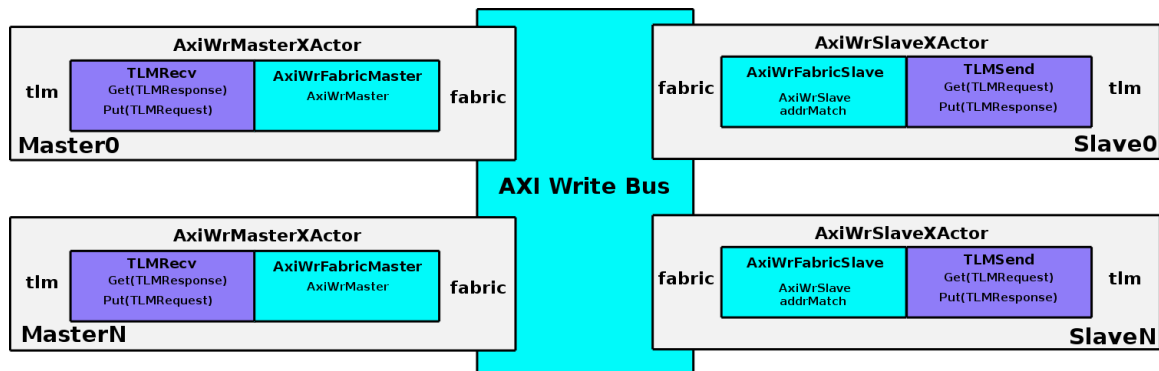 AxiWrMasterXActor
tlm
TLMRecv
Get(TLMResponse)
Put(TLMRequest)
AxiWrFabricMaster
AxiWrMaster
fabric
Master0
AxiWrSlaveXActor
fabric
AxiWrFabricSlave
AxiWrSlave
addrMatch
TLMSend
Get(TLMRequest)
Put(TLMResponse)
tlm
Slave0
AXI Write Bus
AxiWrMasterXActor
tlm
TLMRecv
Get(TLMResponse)
Put(TLMRequest)
AxiWrFabricMaster
AxiWrMaster
fabric
MasterN
AxiWrSlaveXActor
fabric
AxiWrFabricSlave
AxiWrSlave
addrMatch
TLMSend
Get(TLMRequest)
Put(TLMResponse)
tlm
SlaveN